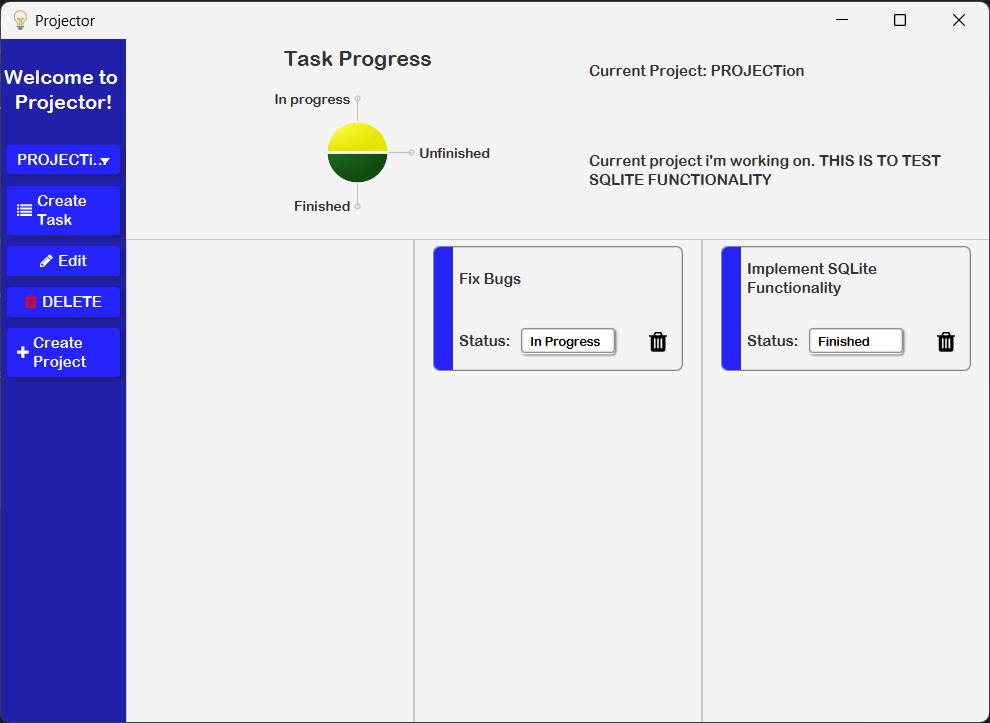 Projector
Welcome to
Projector!
PROJECTi..
Create
Task
Edit
DELETE
Create
Project
Task Progress
In progress
Unfinished
Finished
Current Project: PROJECTion
Current project i'm working on. THIS IS TO TEST
SQLITE FUNCTIONALITY
Fix Bugs
Status: In Progress
Implement SQLite
Functionality
Status: Finished